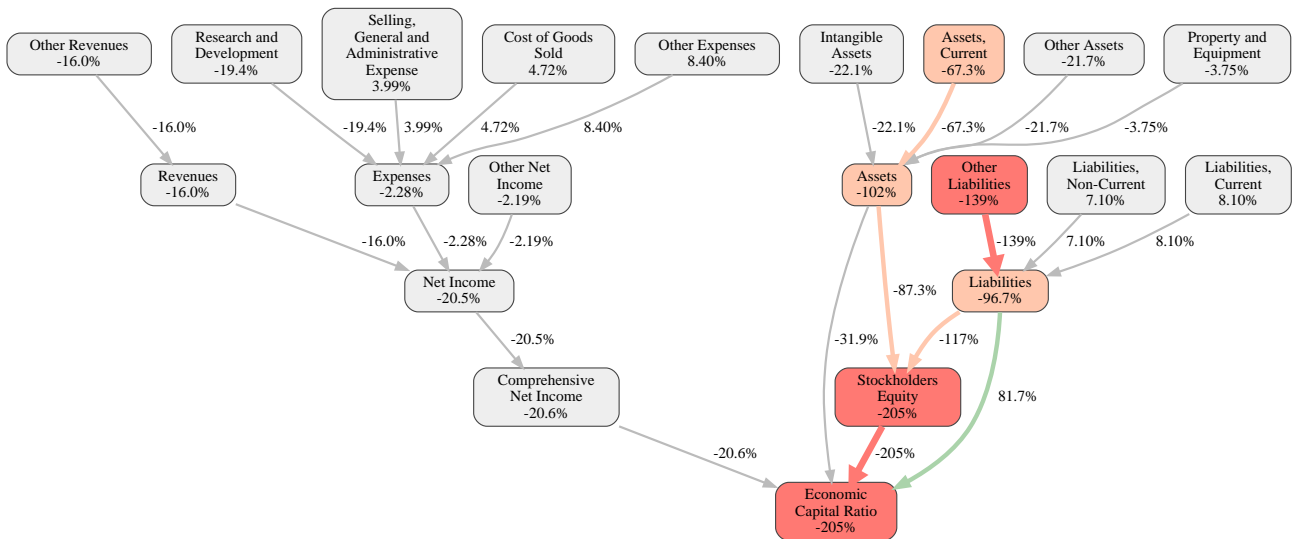 Other Revenues
-16.0%
Research and
Development
-19.4%
Selling,
General and
Administrative
Expense
3.99%
Cost of Goods
Sold
4.72%
Other Expenses
8.40%
Intangible
Assets
-22.1%
Assets,
Current
-67.3%
Other Assets
-21.7%
Property and
Equipment
-3.75%
-16.0%
-19.4%
3.99%
4.72%
8.40%
-22.1%
-67.3%
-21.7%
-3.75%
Revenues
-16.0%
Expenses
-2.28%
Other Net
Income
-2.19%
Assets
-102%
Other
Liabilities
-139%
Liabilities,
Non-Current
7.10%
Liabilities,
Current
8.10%
-16.0%
-2.28%
-2.19%
-139%
7.10%
8.10%
Net Income
-20.5%
Liabilities
-96.7%
-87.3%
-20.5%
-31.9%
-117%
Comprehensive
Net Income
-20.6%
Stockholders
Equity
-205%
81.7%
-20.6%
-205%
Economic
Capital Ratio
-205%